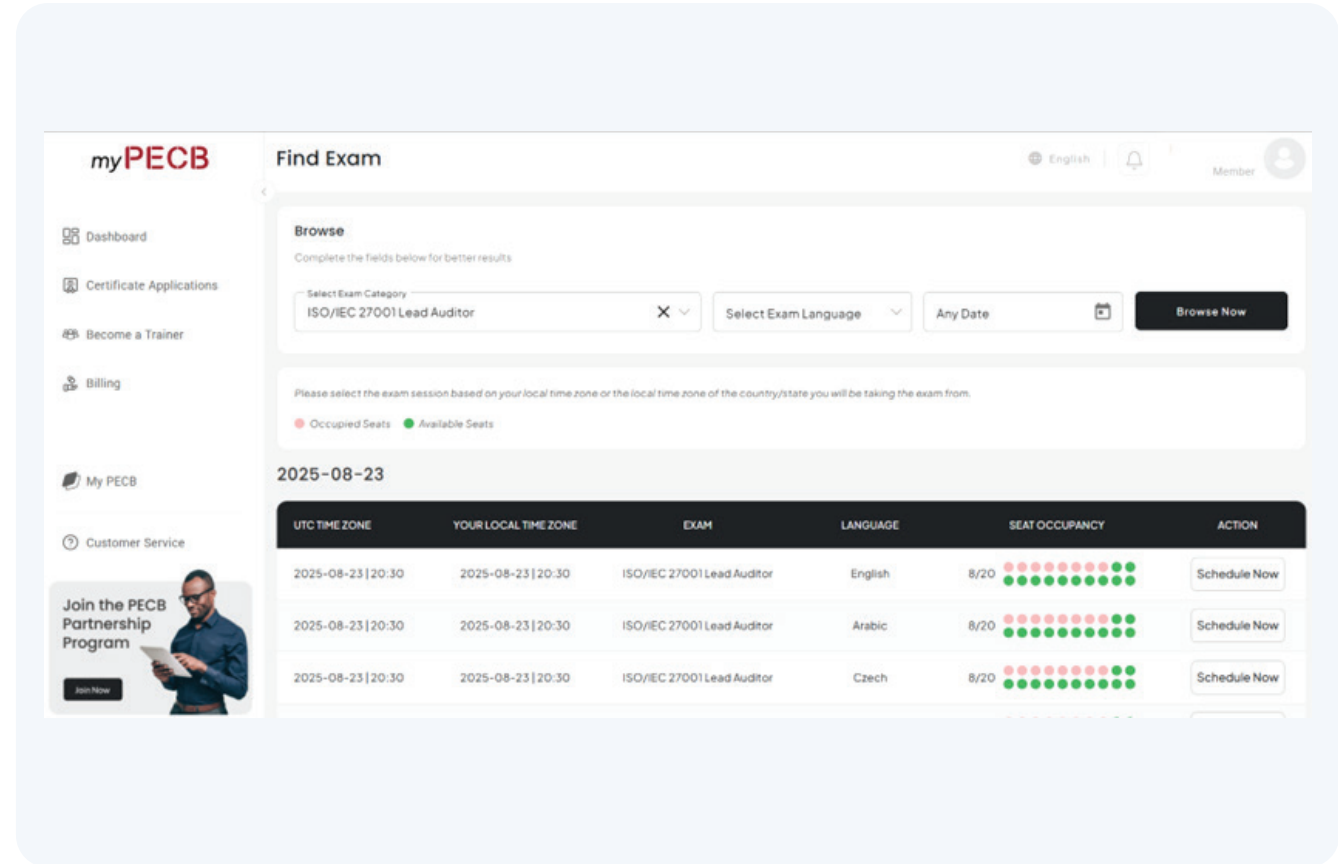 myPECB
Find Exam
English
Member
Dashboard
Certificate Applications
Become a Trainer
Billing
My PECB
Customer Service
Join the PECB
Partnership
Program
Join Now
Browse
Complete the fields below for better results
Select Exam Category
ISO/IEC 27001 Lead Auditor
Select Exam Language
Any Date
Browse Now
Please select the exam session based on your local time zone or the local time zone of the country/state you will be taking the exam from.
Occupied Seats Available Seats
2025-08-23
UTC TIME ZONE YOUR LOCAL TIME ZONE EXAM LANGUAGE SEAT OCCUPANCY ACTION
2025-08-23 | 20:30 2025-08-23 | 20:30 ISO/IEC 27001 Lead Auditor English 8/20 Schedule Now
2025-08-23 | 20:30 2025-08-23 | 20:30 ISO/IEC 27001 Lead Auditor Arabic 8/20 Schedule Now
2025-08-23 | 20:30 2025-08-23 | 20:30 ISO/IEC 27001 Lead Auditor Czech 8/20 Schedule Now